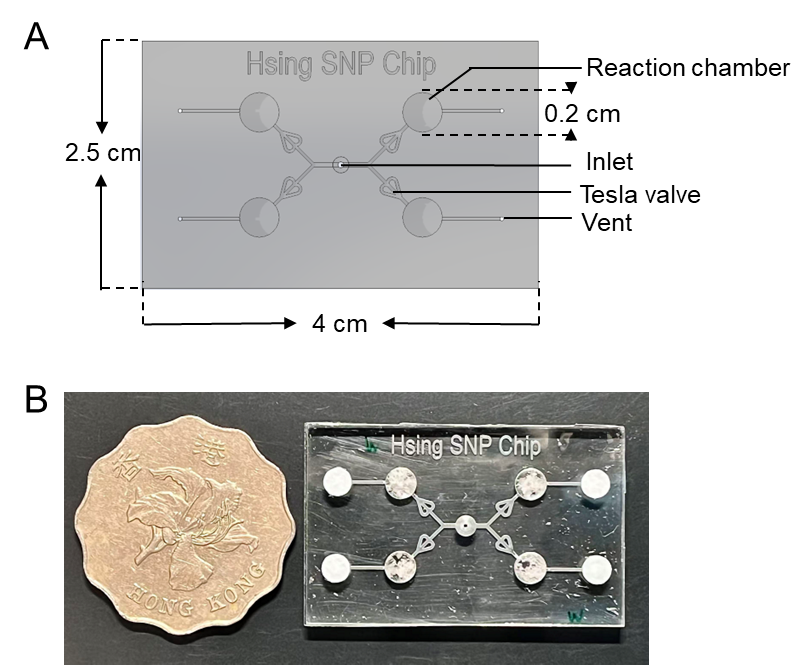 A
Hsing SNP Chip
Reaction chamber
0.2 cm
2.5 cm
Inlet
Tesla valve
Vent
4 cm
B
香 港
HONG KONG
Hsing SNP Chip
W